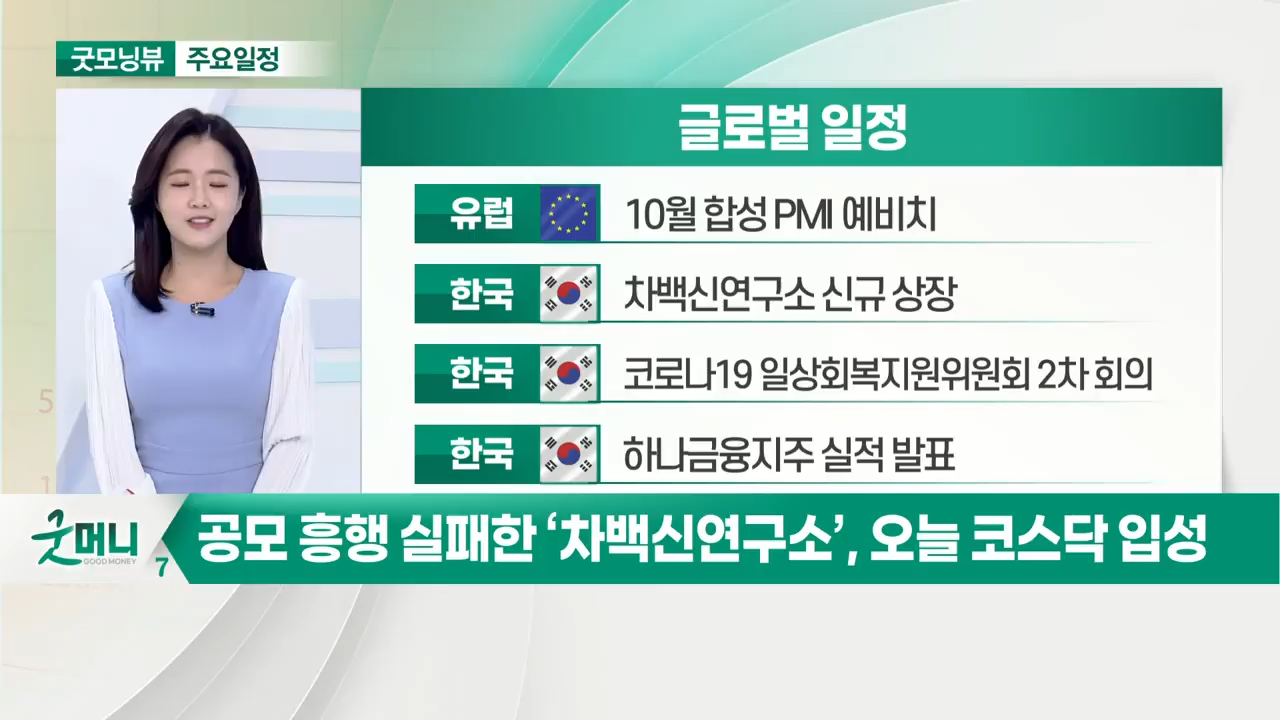 굿모닝뷰 주요일정
글로벌 일정
유럽 10월 합성 PMI 예비치
한국 차백신연구소 신규 상장
한국 코로나19 일상회복지원위원회 2차 회의
한국 하나금융지주 실적 발표
5
1
굿머니
GOOD MONEY
7
공모 흥행 실패한 ‘차백신연구소’, 오늘 코스닥 입성